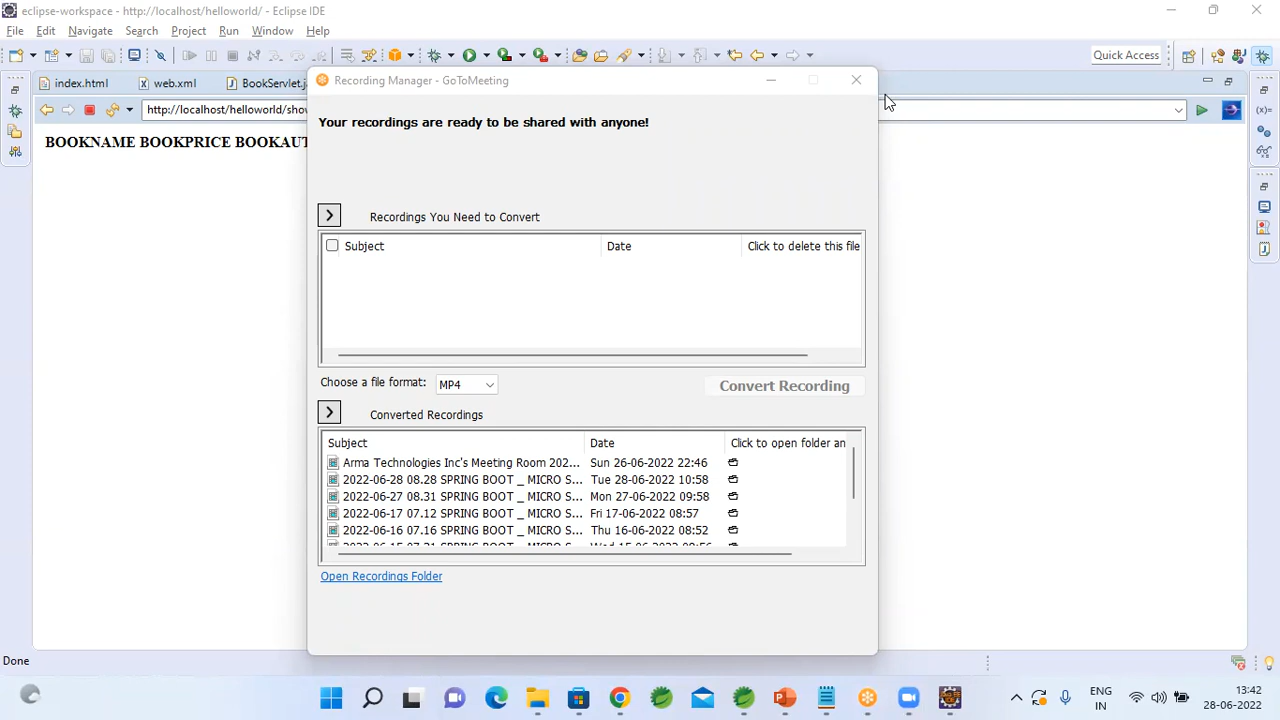 eclipse-workspace - http://localhost/helloworld/ - Eclipse IDE
File Edit Navigate Search Project Run Window Help
Quick Access
index.html web.xml BookServlet.j
Recording Manager - GoToMeeting
http://localhost/helloworld/sho
Your recordings are ready to be shared with anyone!
BOOKNAME BOOKPRICE BOOKAUT
Recordings You Need to Convert
Subject Date Click to delete this file
Choose a file format: MP4 Convert Recording
Converted Recordings
Subject Date Click to open folder an
Arma Technologies Inc's Meeting Room 202... Sun 26-06-2022 22:46
2022-06-28 08.28 SPRING BOOT _ MICRO S... Tue 28-06-2022 10:58
2022-06-27 08.31 SPRING BOOT _ MICRO S... Mon 27-06-2022 09:58
2022-06-17 07.12 SPRING BOOT _ MICRO S... Fri 17-06-2022 08:57
2022-06-16 07.16 SPRING BOOT _ MICRO S... Thu 16-06-2022 08:52
Open Recordings Folder
Done
ENG 13:42
IN 28-06-2022